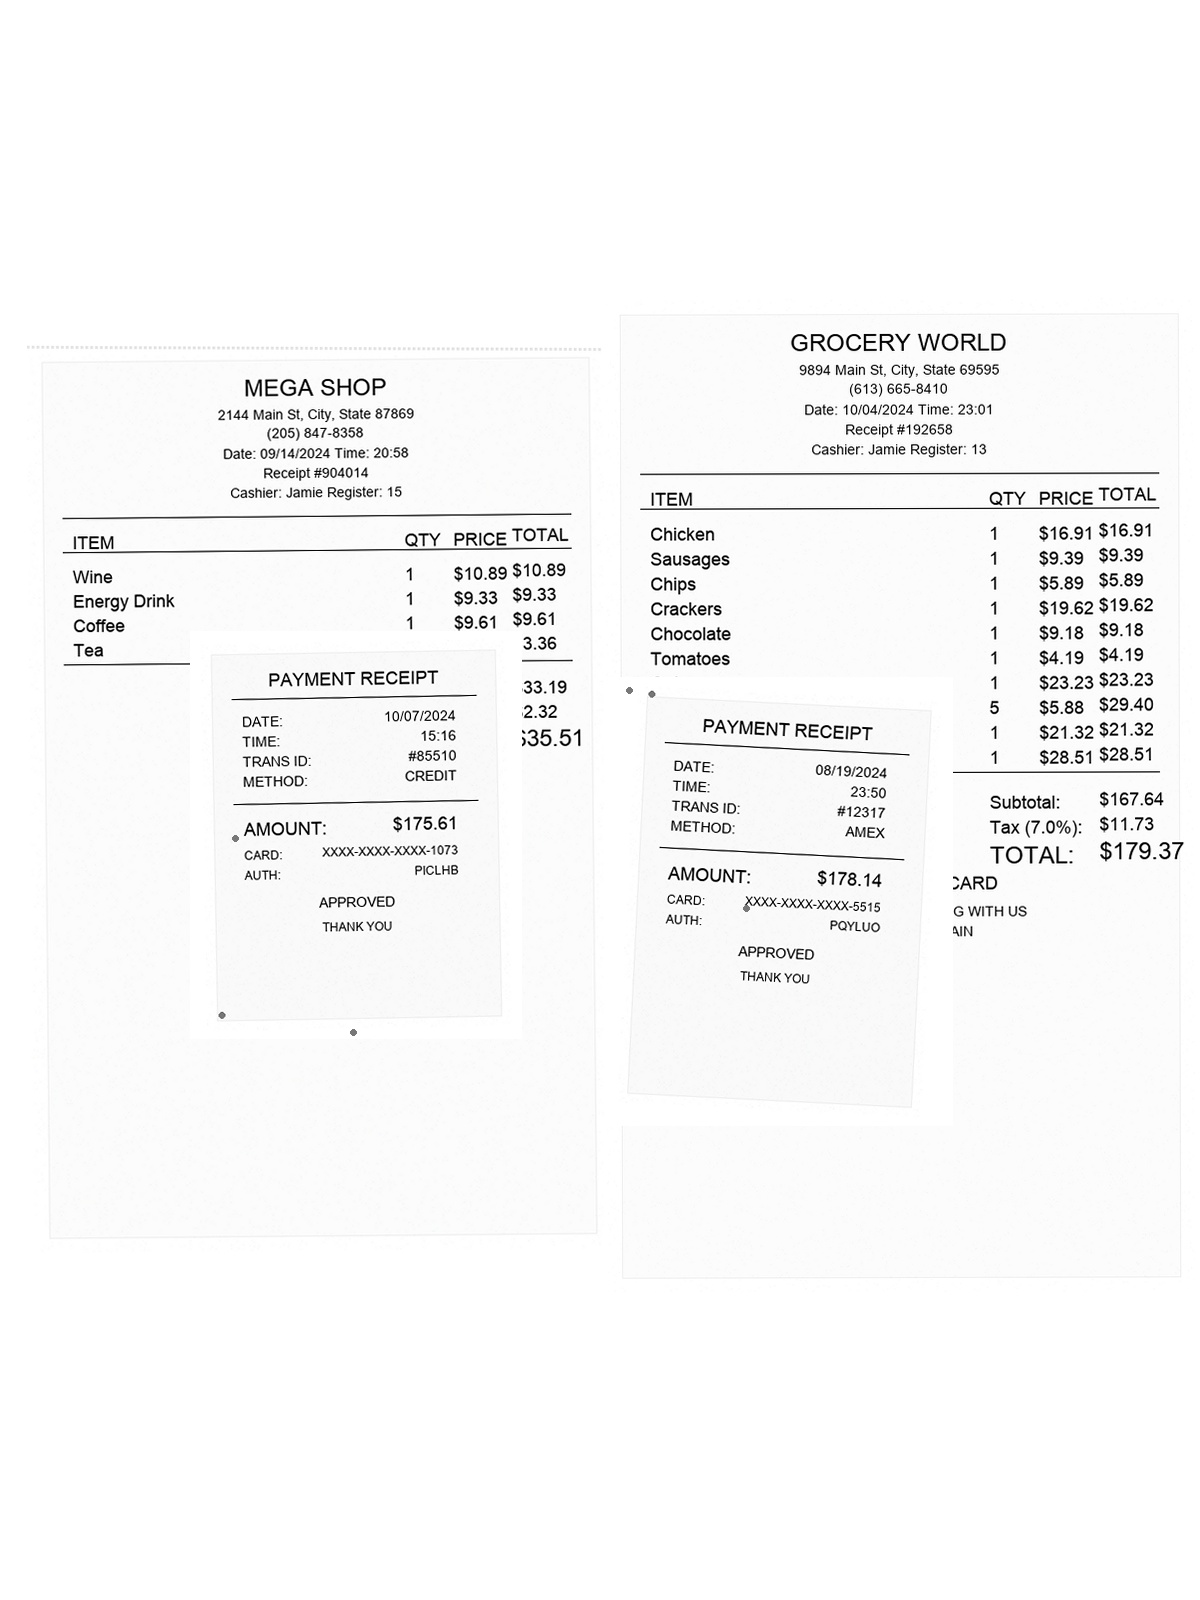 MEGA SHOP
2144 Main St, City, State 87869
(205) 847-8358
Date: 09/14/2024 Time: 20:58
Receipt #904014
Cashier: Jamie Register: 15
ITEM QTY PRICE TOTAL
Wine 1 $10.89 $10.89
Energy Drink 1 $9.33 $9.33
Coffee 1 $9.61 $9.61
Tea 3.36
33.19
2.32
$35.51
PAYMENT RECEIPT
DATE: 10/07/2024
TIME: 15:16
TRANS ID: #85510
METHOD: CREDIT
AMOUNT: $175.61
CARD: XXXX-XXXX-XXXX-1073
AUTH: PICLHB
APPROVED
THANK YOU
GROCERY WORLD
9894 Main St, City, State 69595
(613) 665-8410
Date: 10/04/2024 Time: 23:01
Receipt #192658
Cashier: Jamie Register: 13
ITEM QTY PRICE TOTAL
Chicken 1 $16.91 $16.91
Sausages 1 $9.39 $9.39
Chips 1 $5.89 $5.89
Crackers 1 $19.62 $19.62
Chocolate 1 $9.18 $9.18
Tomatoes 1 $4.19 $4.19
1 $23.23 $23.23
5 $5.88 $29.40
1 $21.32 $21.32
1 $28.51 $28.51
Subtotal: $167.64
Tax (7.0%): $11.73
TOTAL: $179.37
CARD
G WITH US
AIN
PAYMENT RECEIPT
DATE: 08/19/2024
TIME: 23:50
TRANS ID: #12317
METHOD: AMEX
AMOUNT: $178.14
CARD: XXXX-XXXX-XXXX-5515
AUTH: PQYLUO
APPROVED
THANK YOU